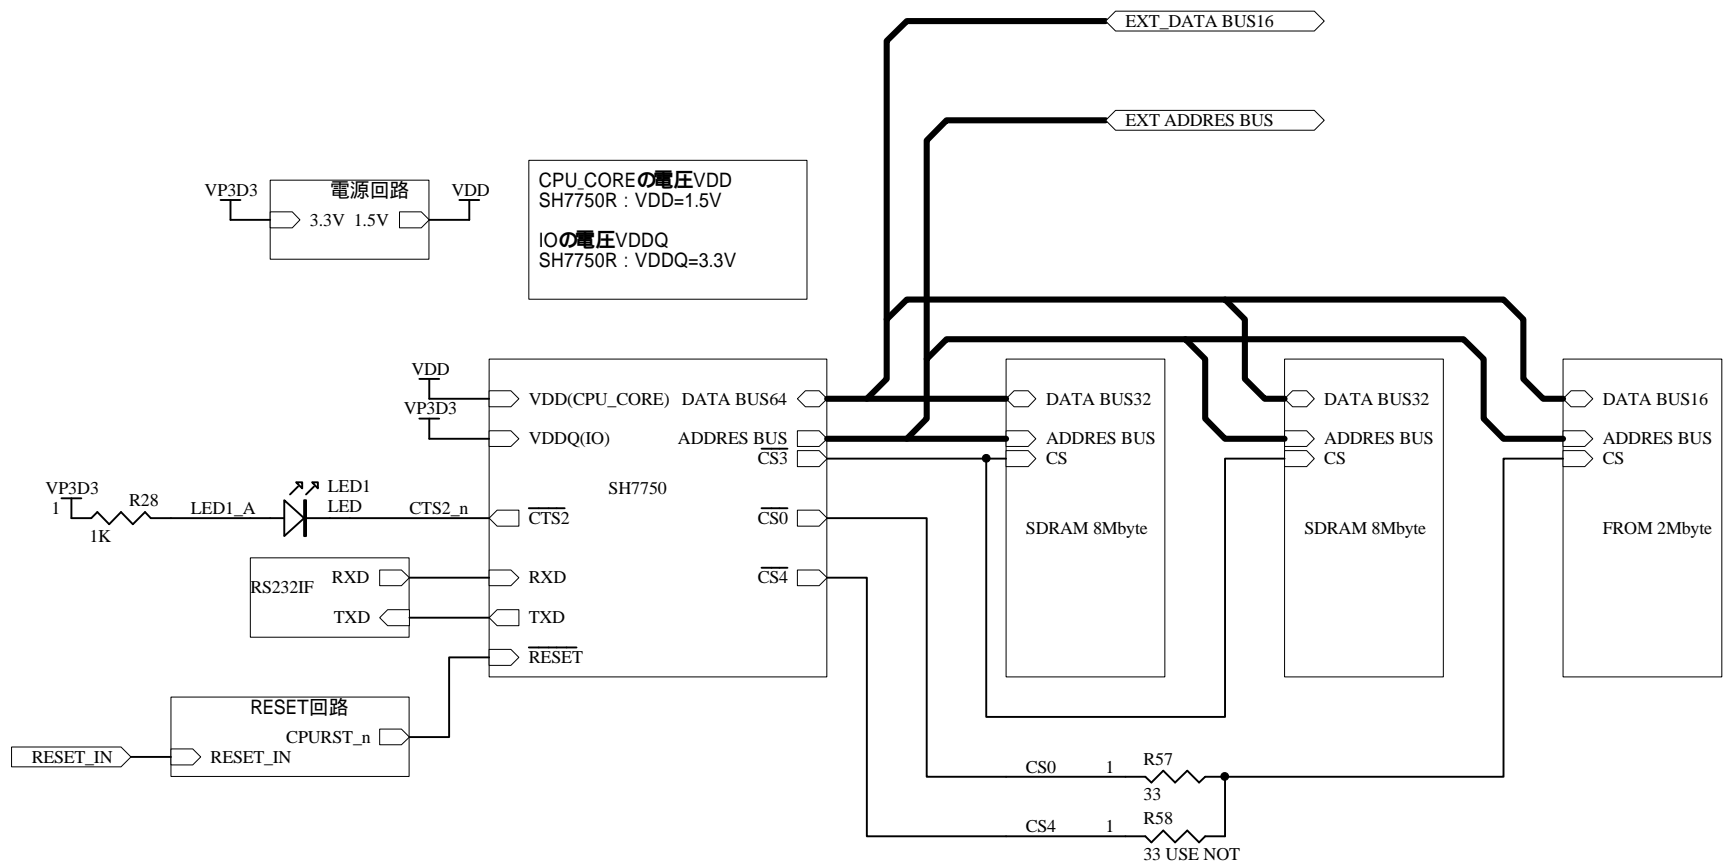 EXT_DATA BUS16
EXT ADDRES BUS
VP3D3
電源回路
VDD
3.3V 1.5V
CPU_COREの電圧VDD
SH7750R : VDD=1.5V
IOの電圧VDDQ
SH7750R : VDDQ=3.3V
VDD
VP3D3
VDD(CPU_CORE)
DATA BUS64
VDDQ(IO)
ADDRES BUS
CS3
SH7750
CTS2
CS0
CS4
RXD
TXD
RESET
DATA BUS32
ADDRES BUS
CS
SDRAM 8Mbyte
DATA BUS32
ADDRES BUS
CS
SDRAM 8Mbyte
DATA BUS16
ADDRES BUS
CS
FROM 2Mbyte
VP3D3
1
R28
1K
LED1_A
LED1
LED
CTS2_n
RS232IF
RXD
TXD
RESET回路
CPURST_n
RESET_IN
RESET_IN
CS0
1
R57
33
CS4
1
R58
33 USE NOT